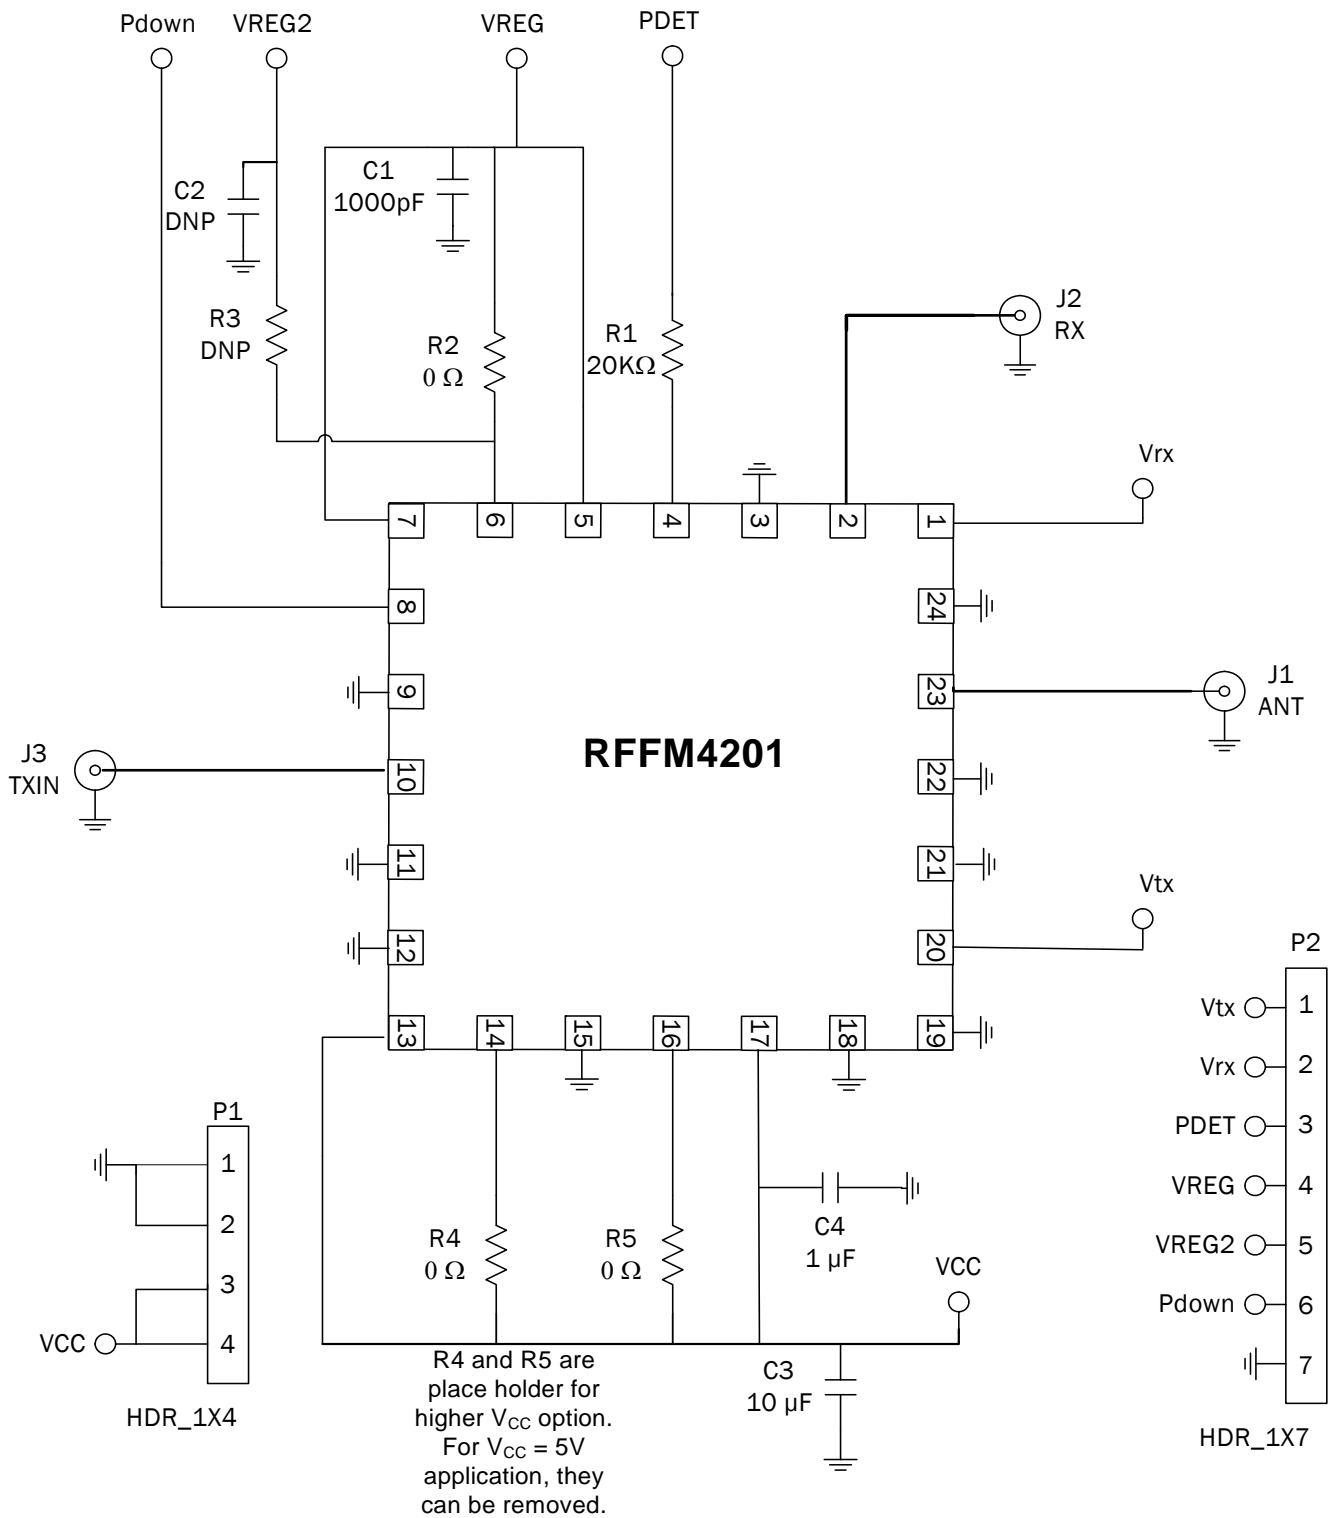 Pdown
VREG2
VREG
PDET
C2
DNP
C1
1000pF
R3
DNP
R2
0 Ω
R1
20KΩ
J2
RX
Vrx
7
6
5
4
3
2
1
8
24
9
23
J1
ANT
RFFM4201
J3
TXIN
10
22
11
21
Vtx
12
20
13
14
15
16
17
18
19
P2
Vtx
1
Vrx
2
PDET
3
VREG
4
VREG2
5
Pdown
6
7
HDR_1X7
P1
1
2
3
VCC
4
HDR_1X4
R4
0 Ω
R5
0 Ω
C4
1 µF
VCC
C3
10 µF
R4 and R5 are
place holder for
higher VCC option.
For VCC = 5V
application, they
can be removed.